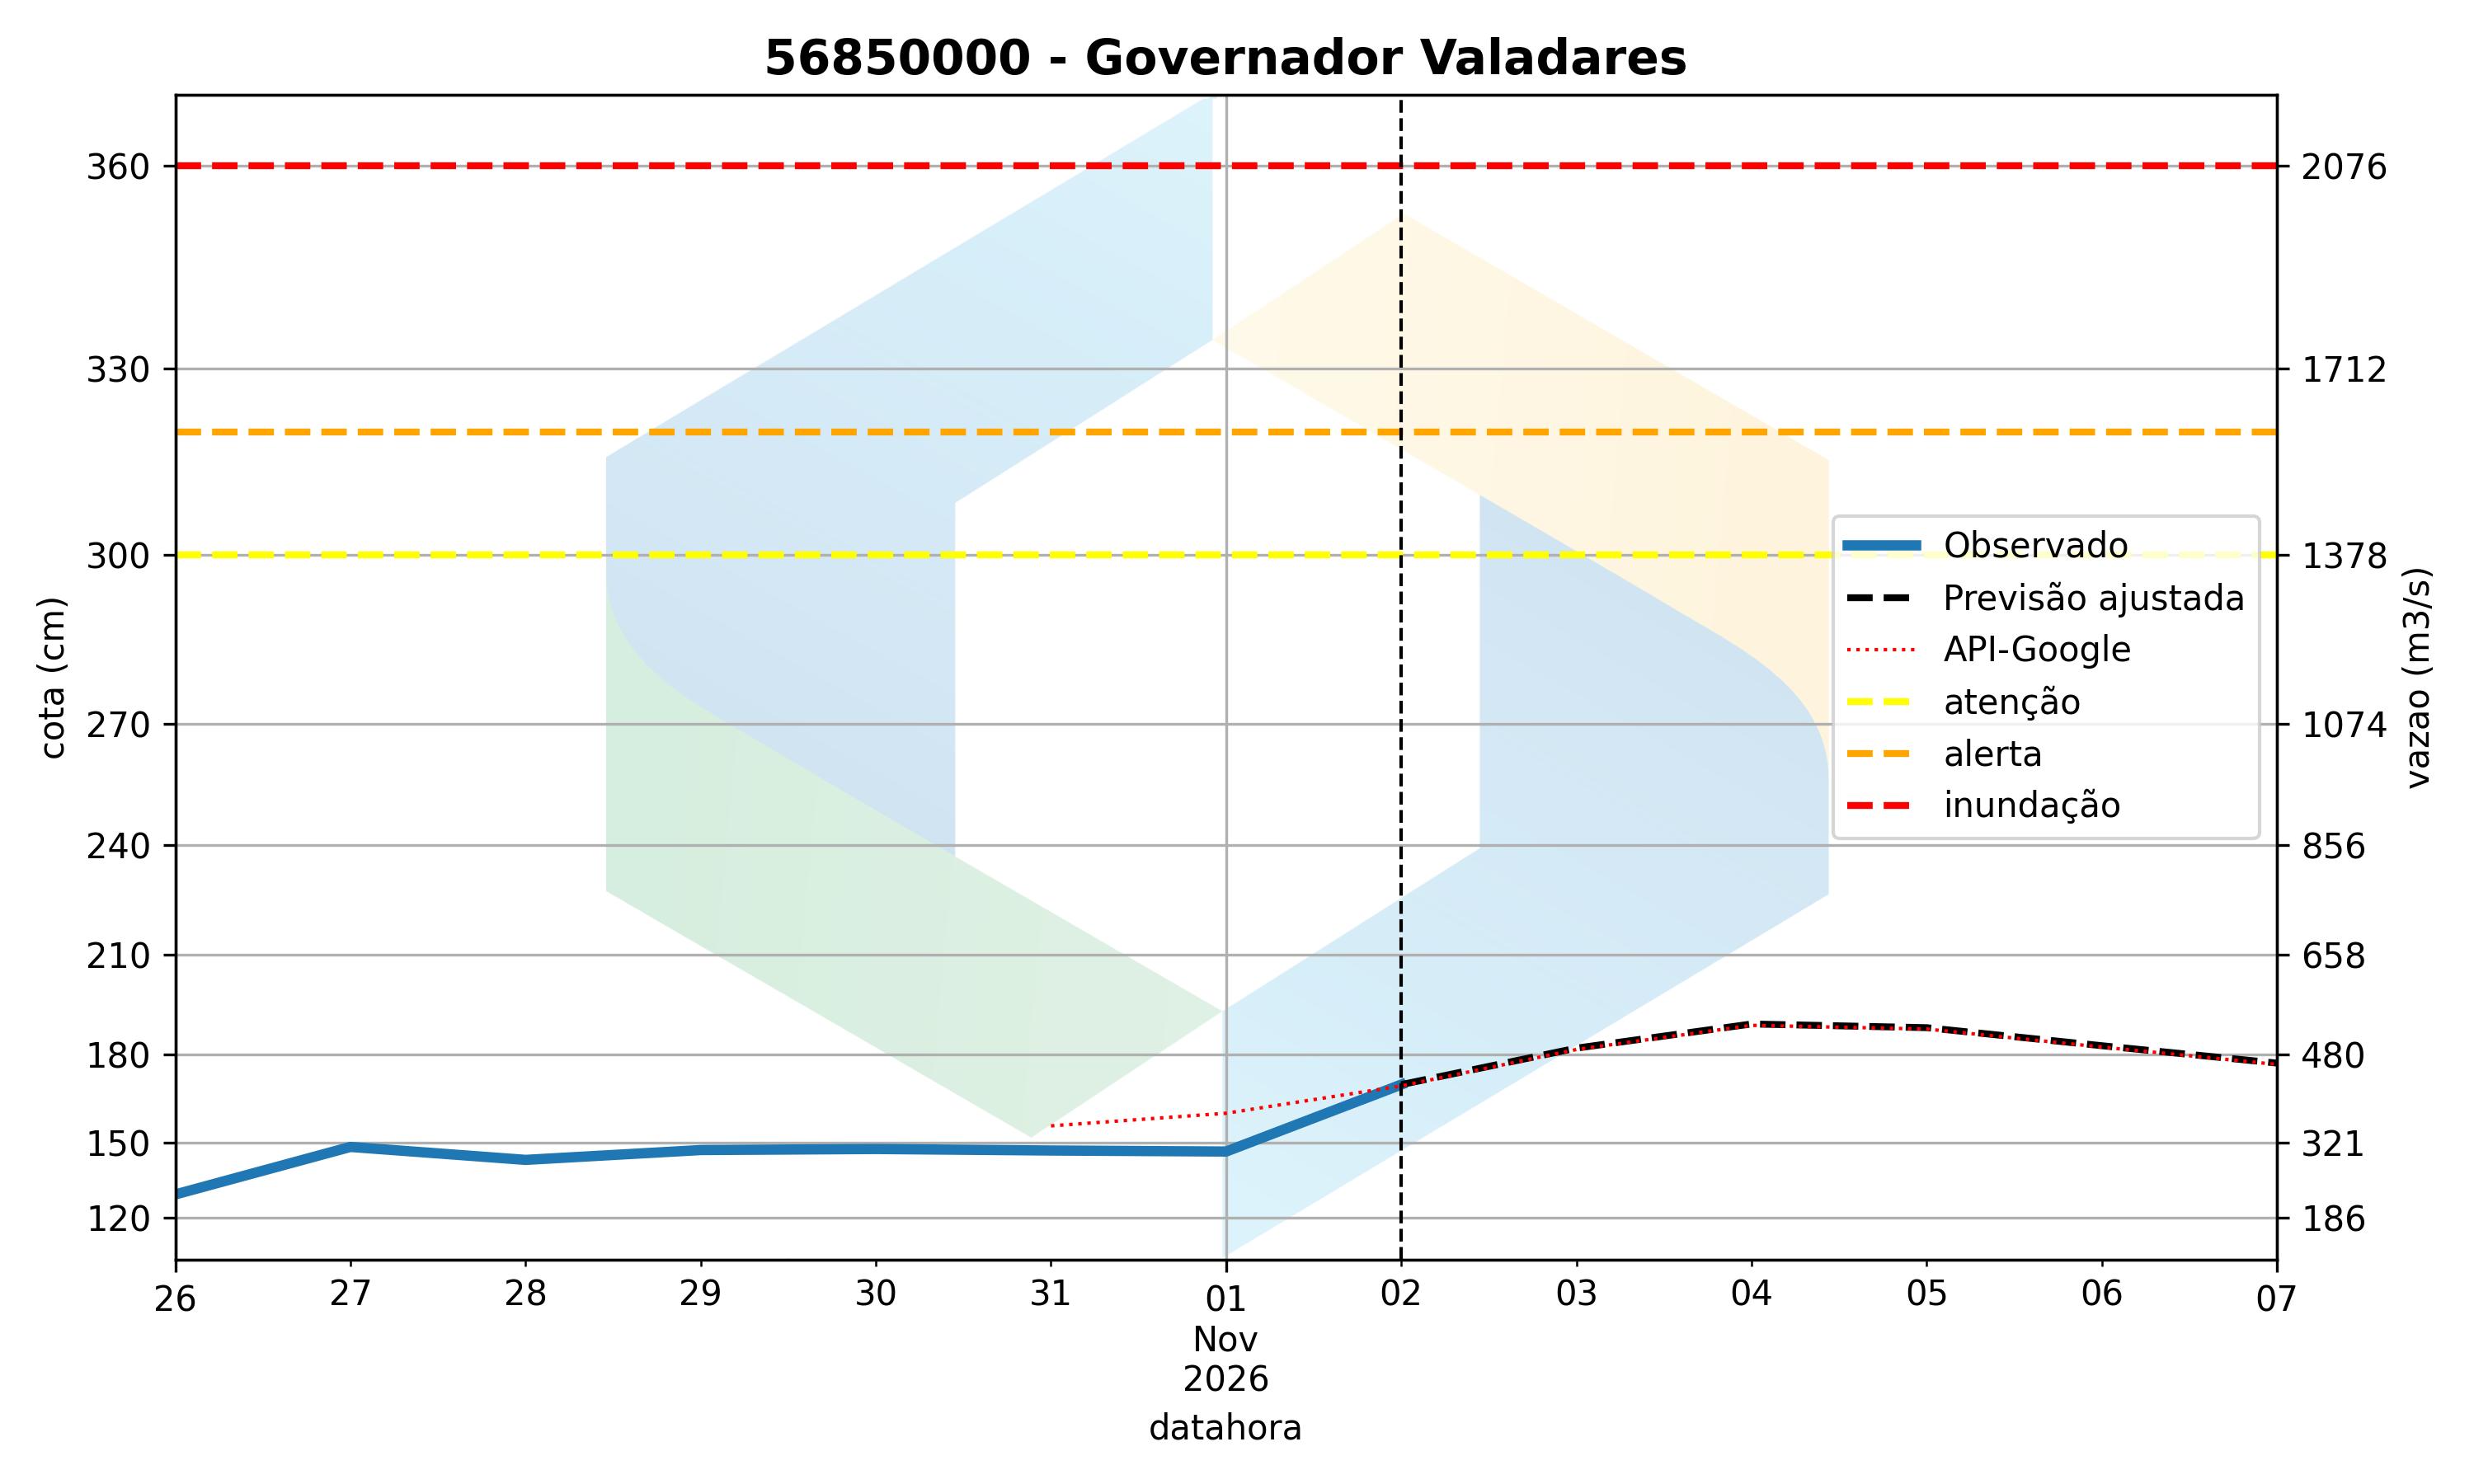 56850000 - Governador Valadares
360
330
300
270
240
210
180
150
120
cota (cm)
2076
1712
1378
1074
856
658
480
321
186
vazao (m3/s)
Observado
Previsão ajustada
API-Google
atenção
alerta
inundação
26 27 28 29 30 31 01 02 03 04 05 06 07
Nov
2026
datahora